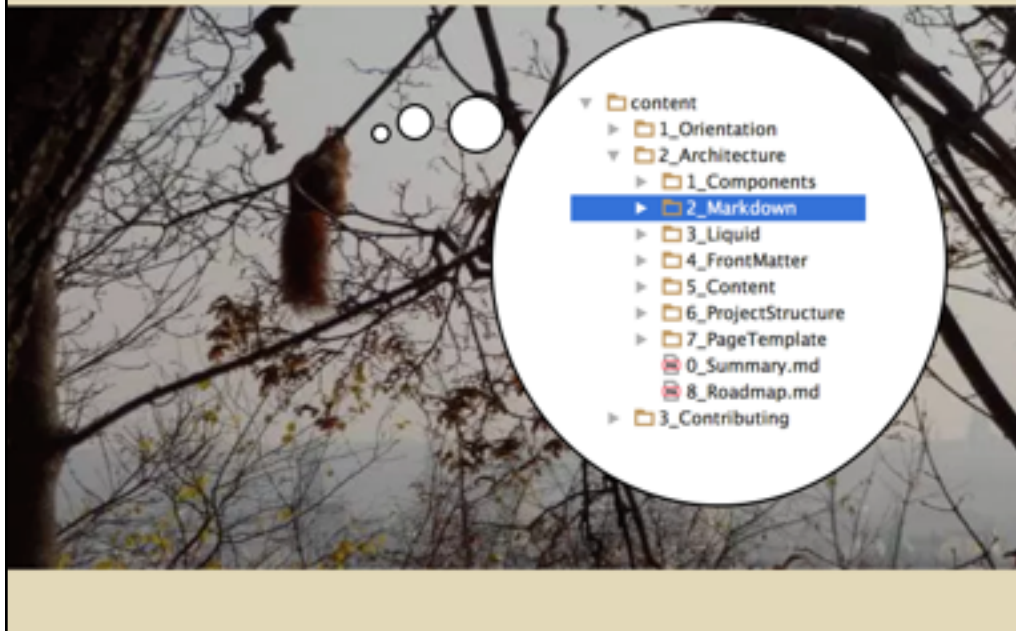 content
1_Orientation
2_Architecture
1_Components
2_Markdown
3_Liquid
4_FrontMatter
5_Content
6_ProjectStructure
7_PageTemplate
0_Summary.md
8_Roadmap.md
3_Contributing